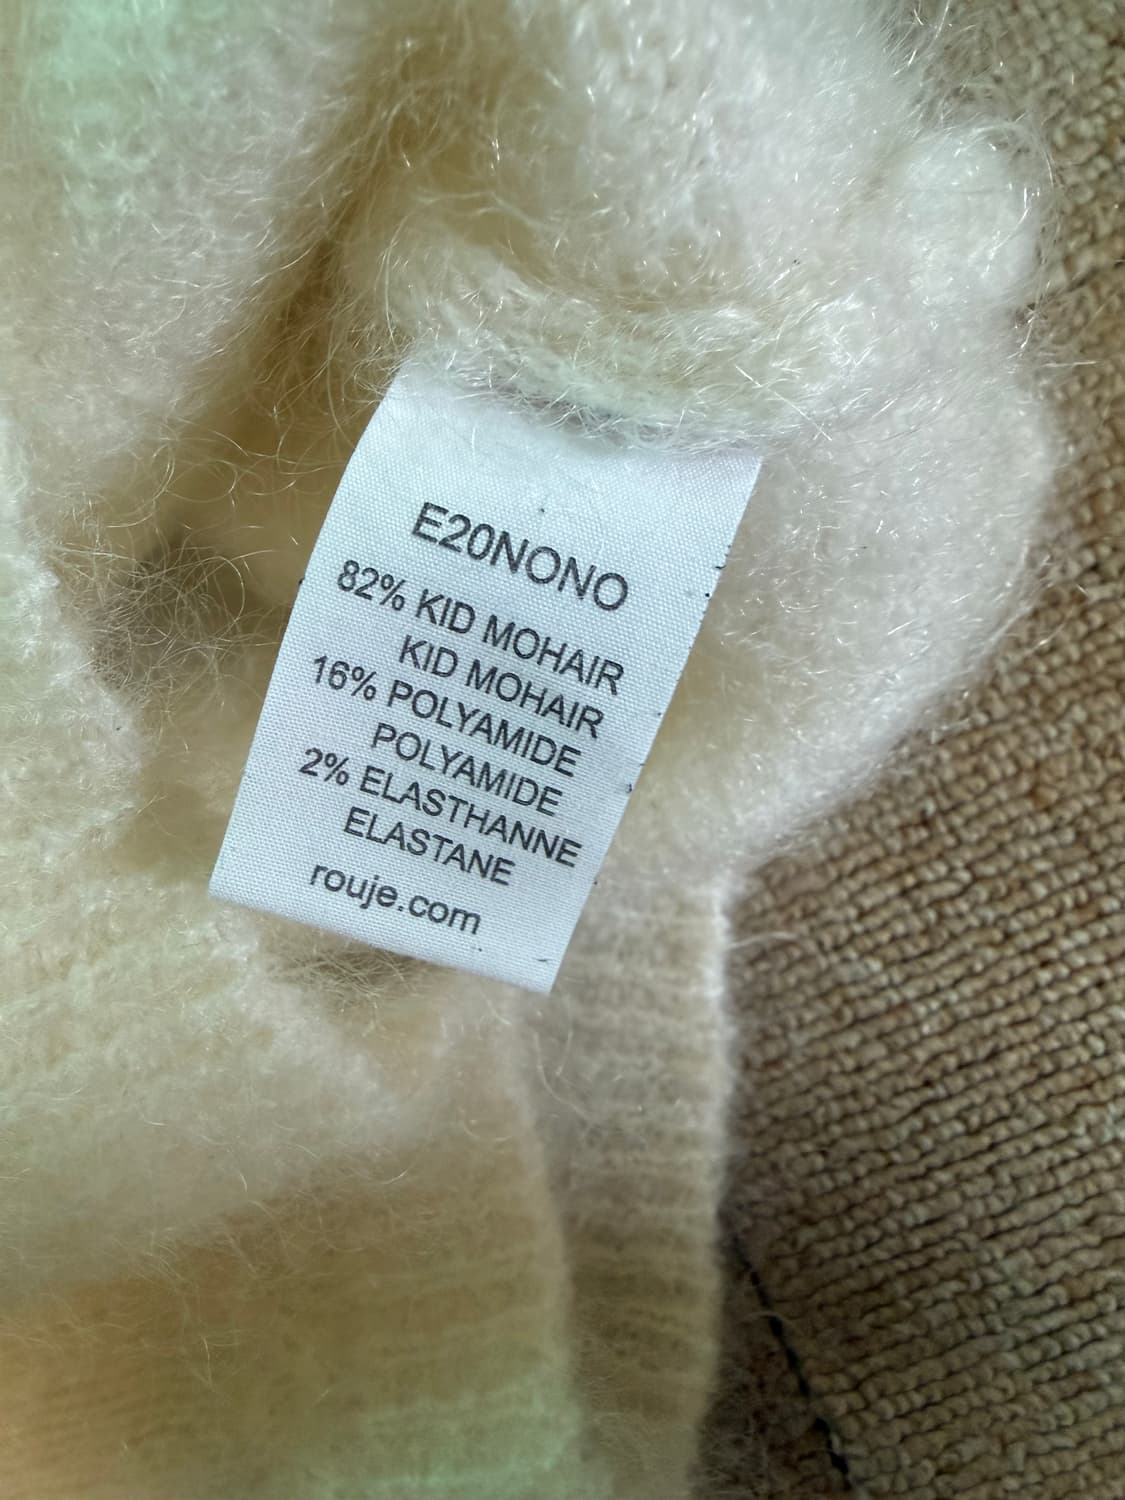 E20NONO
82% KID MOHAIR
KID MOHAIR
16% POLYAMIDE
POLYAMIDE
2% ELASTHANNE
ELASTANE
rouje.com